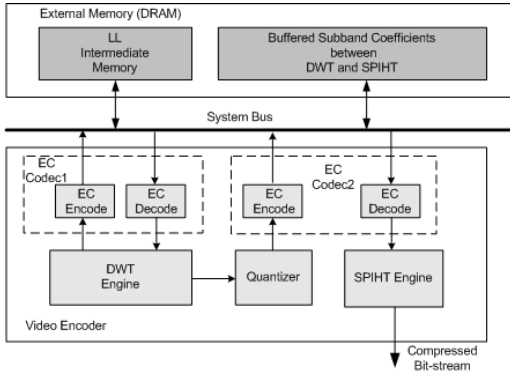 External Memory (DRAM)
LL
Intermediate
Memory
Buffered Subband Coefficients
between
DWT and SPIHT
System Bus
EC
Codec1
EC
Encode
EC
Decode
EC
Encode
EC
Codec2
EC
Decode
DWT
Engine
Quantizer
SPIHT Engine
Video Encoder
Compressed
Bit-stream